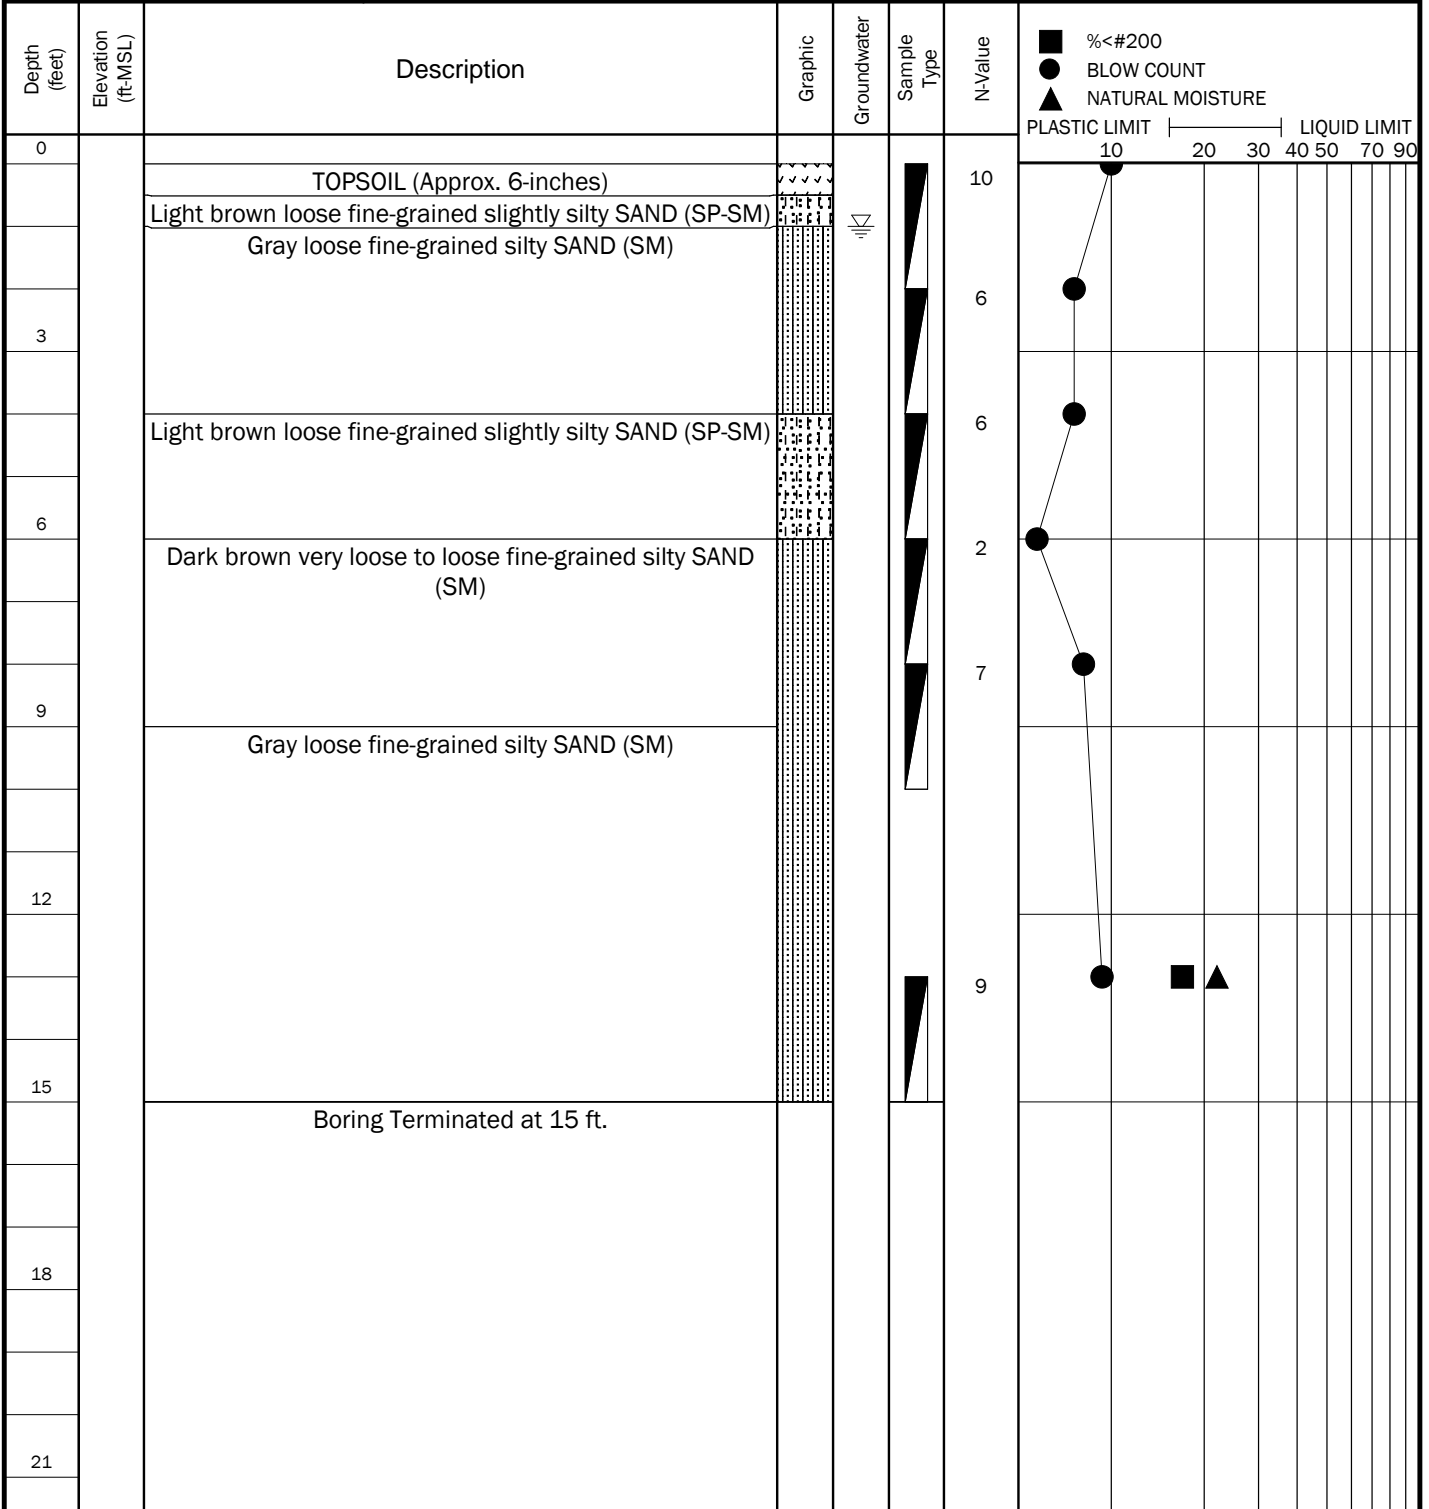 Depth
(feet)
Elevation
(ft-MSL)
Description
Graphic
Groundwater
Sample
Type
N-Value
%<#200
BLOW COUNT
NATURAL MOISTURE
PLASTIC LIMIT LIQUID LIMIT
10 20 30 40 50 70 90
0
TOPSOIL (Approx. 6-inches)
10
Light brown loose fine-grained slightly silty SAND (SP-SM)
Gray loose fine-grained silty SAND (SM)
6
3
Light brown loose fine-grained slightly silty SAND (SP-SM)
6
6
Dark brown very loose to loose fine-grained silty SAND
(SM)
2
7
9
Gray loose fine-grained silty SAND (SM)
12
9
15
Boring Terminated at 15 ft.
18
21